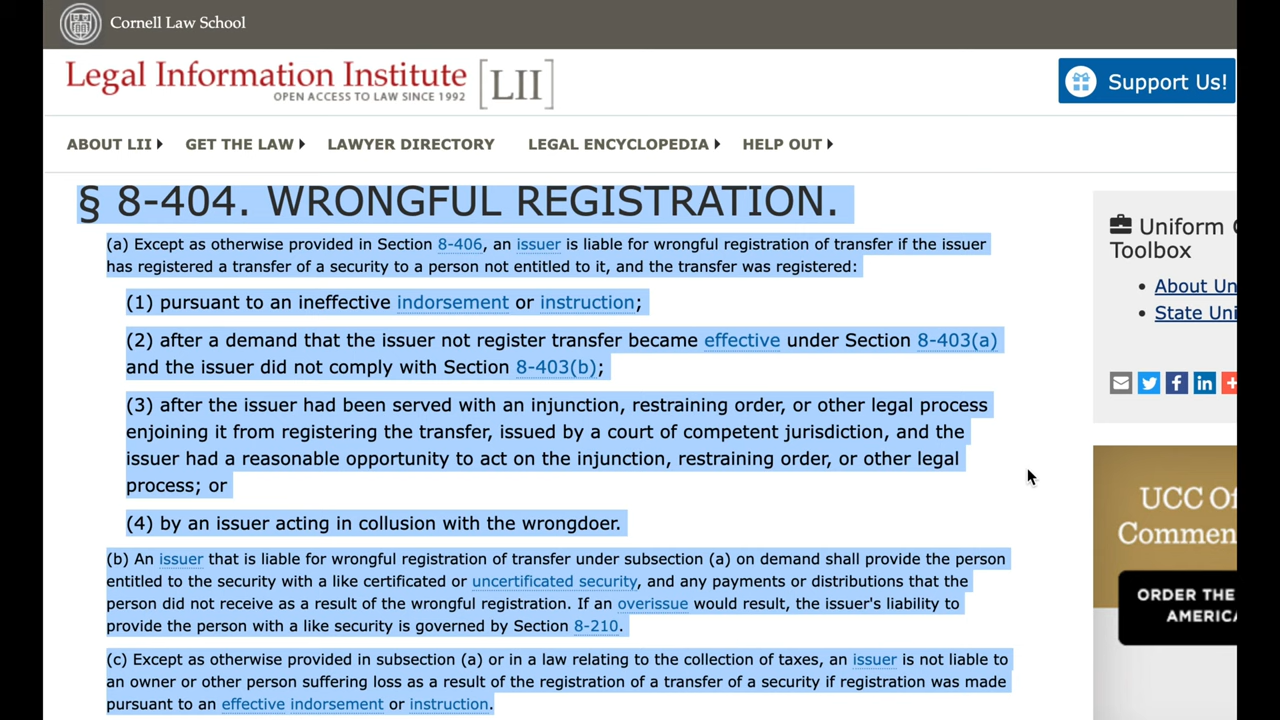 Cornell Law School
Legal Information Institute [LII]
OPEN ACCESS TO LAW SINCE 1992
Support Us!
ABOUT LII GET THE LAW LAWYER DIRECTORY LEGAL ENCYCLOPEDIA HELP OUT
§ 8-404. WRONGFUL REGISTRATION.
(a) Except as otherwise provided in Section 8-406, an issuer is liable for wrongful registration of transfer if the issuer
has registered a transfer of a security to a person not entitled to it, and the transfer was registered:
(1) pursuant to an ineffective indorsement or instruction;
(2) after a demand that the issuer not register transfer became effective under Section 8-403(a)
and the issuer did not comply with Section 8-403(b);
(3) after the issuer had been served with an injunction, restraining order, or other legal process
enjoining it from registering the transfer, issued by a court of competent jurisdiction, and the
issuer had a reasonable opportunity to act on the injunction, restraining order, or other legal
process; or
(4) by an issuer acting in collusion with the wrongdoer.
(b) An issuer that is liable for wrongful registration of transfer under subsection (a) on demand shall provide the person
entitled to the security with a like certificated or uncertificated security, and any payments or distributions that the
person did not receive as a result of the wrongful registration. If an overissue would result, the issuer's liability to
provide the person with a like security is governed by Section 8-210.
(c) Except as otherwise provided in subsection (a) or in a law relating to the collection of taxes, an issuer is not liable to
an owner or other person suffering loss as a result of the registration of a transfer of a security if registration was made
pursuant to an effective indorsement or instruction.
Uniform
Toolbox
About Un
State Uni
UCC Of
Commen
ORDER THE
AMERICA